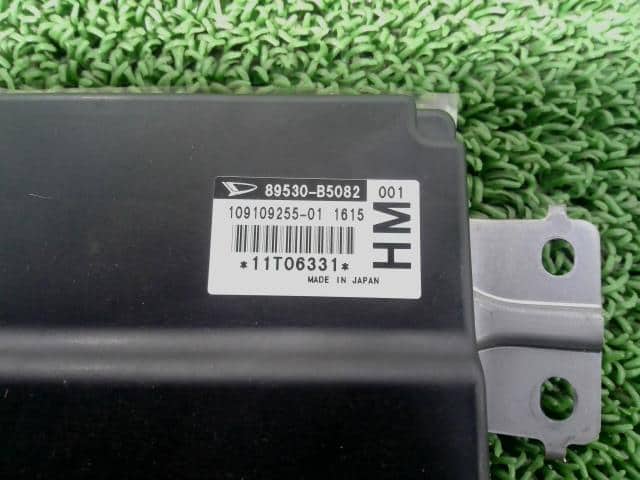 89530-B5082 001
109109255-01 1615
HM
*11T06331*
MADE IN JAPAN